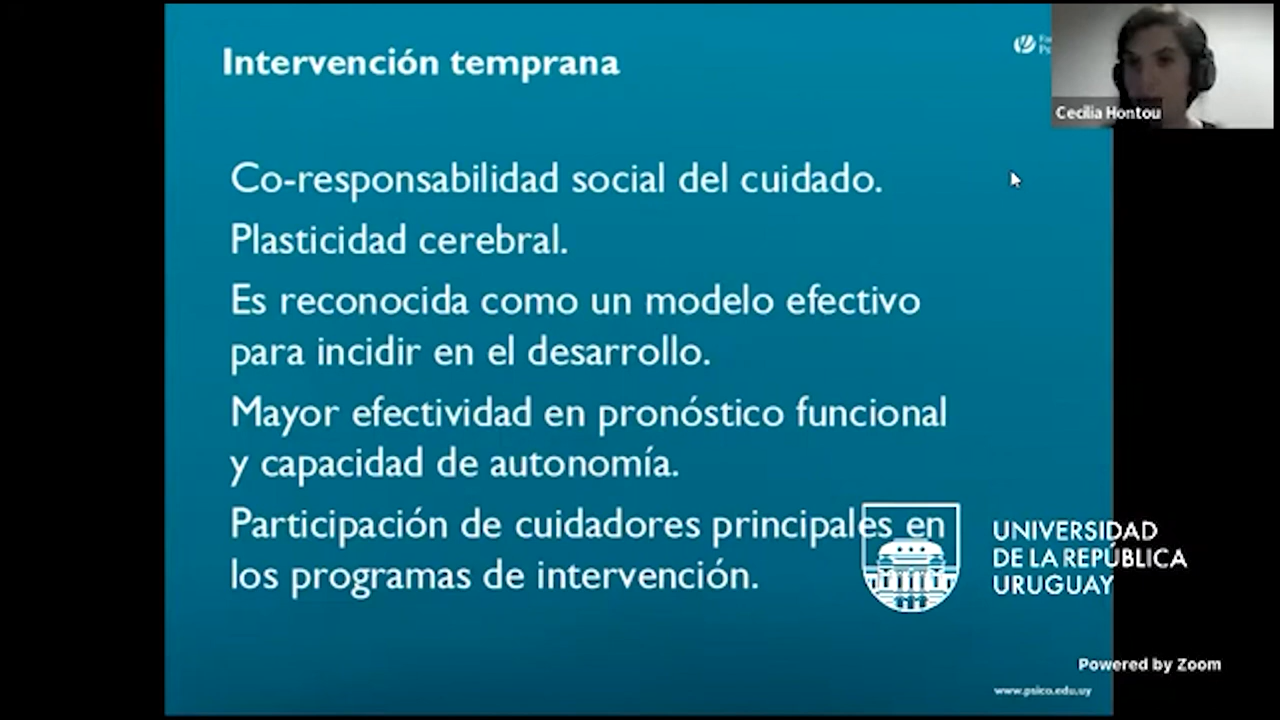 Intervención temprana
Cecilia Hontou
Co-responsabilidad social del cuidado.
Plasticidad cerebral.
Es reconocida como un modelo efectivo
para incidir en el desarrollo.
Mayor efectividad en pronóstico funcional
y capacidad de autonomía.
Participación de cuidadores principales en
los programas de intervención.
UNIVERSIDAD
DE LA REPÚBLICA
URUGUAY
Powered by Zoom
www.psico.edu.uy